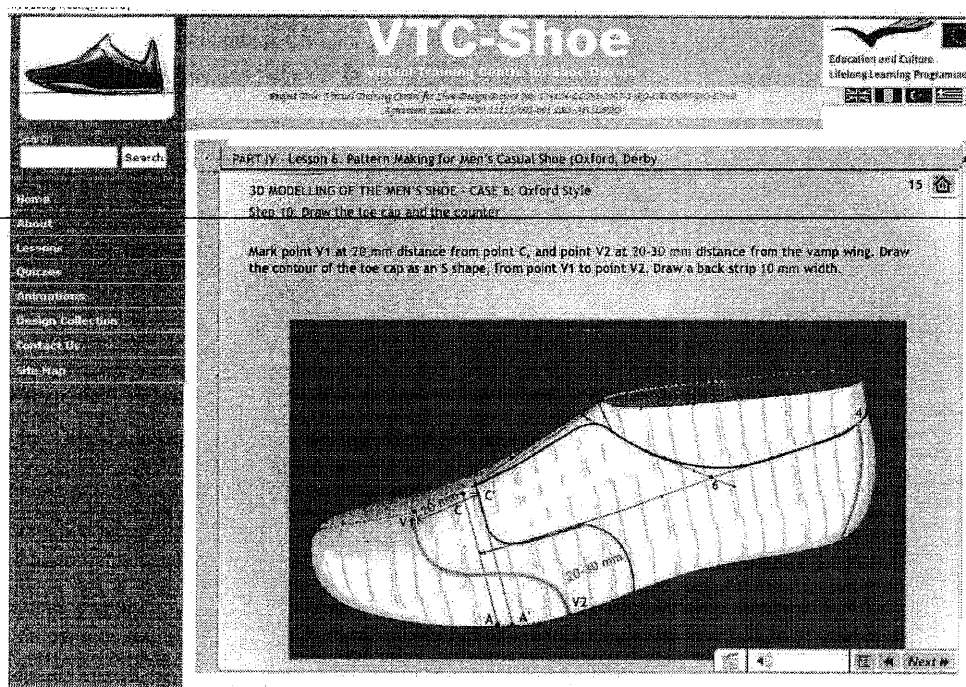 VTC-Shoe
Virtual Training Centre for Shoe Design
Education and Culture
Lifelong Learning Programme
Search
Search
Home
About
Lessons
Quizzes
Animations
Design Collection
Contact Us
Site Map
PART IV - Lesson 6. Pattern Making for Men's Casual Shoe (Oxford, Derby
3D MODELLING OF THE MEN'S SHOE - CASE B: Oxford Style
15
Step 10: Draw the toe cap and the counter
Mark point V1 at 20 mm distance from point C, and point V2 at 20-30 mm distance from the vamp wing. Draw
the contour of the toe cap as an S shape, from point V1 to point V2. Draw a back strip 10 mm width.
4
6
C'
C
V1
20-30 mm
V2
A
A'
Next